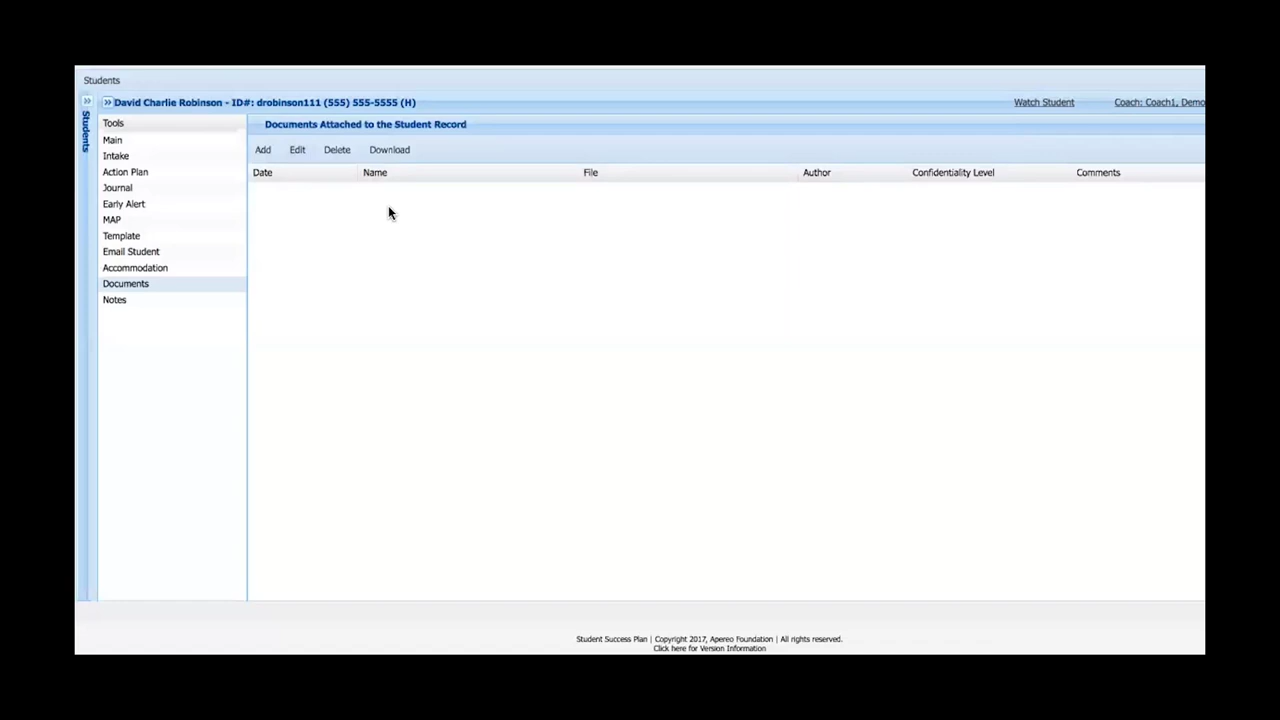 Students
David Charlie Robinson - ID#: drobinson111 (555) 555-5555 (H)
Watch Student
Coach: Coach1, Demo
Students
Tools
Main
Intake
Action Plan
Journal
Early Alert
MAP
Template
Email Student
Accommodation
Documents
Notes
Documents Attached to the Student Record
Add Edit Delete Download
Date Name File Author Confidentiality Level Comments
Student Success Plan | Copyright 2017, Apereo Foundation | All rights reserved.
Click here for Version Information